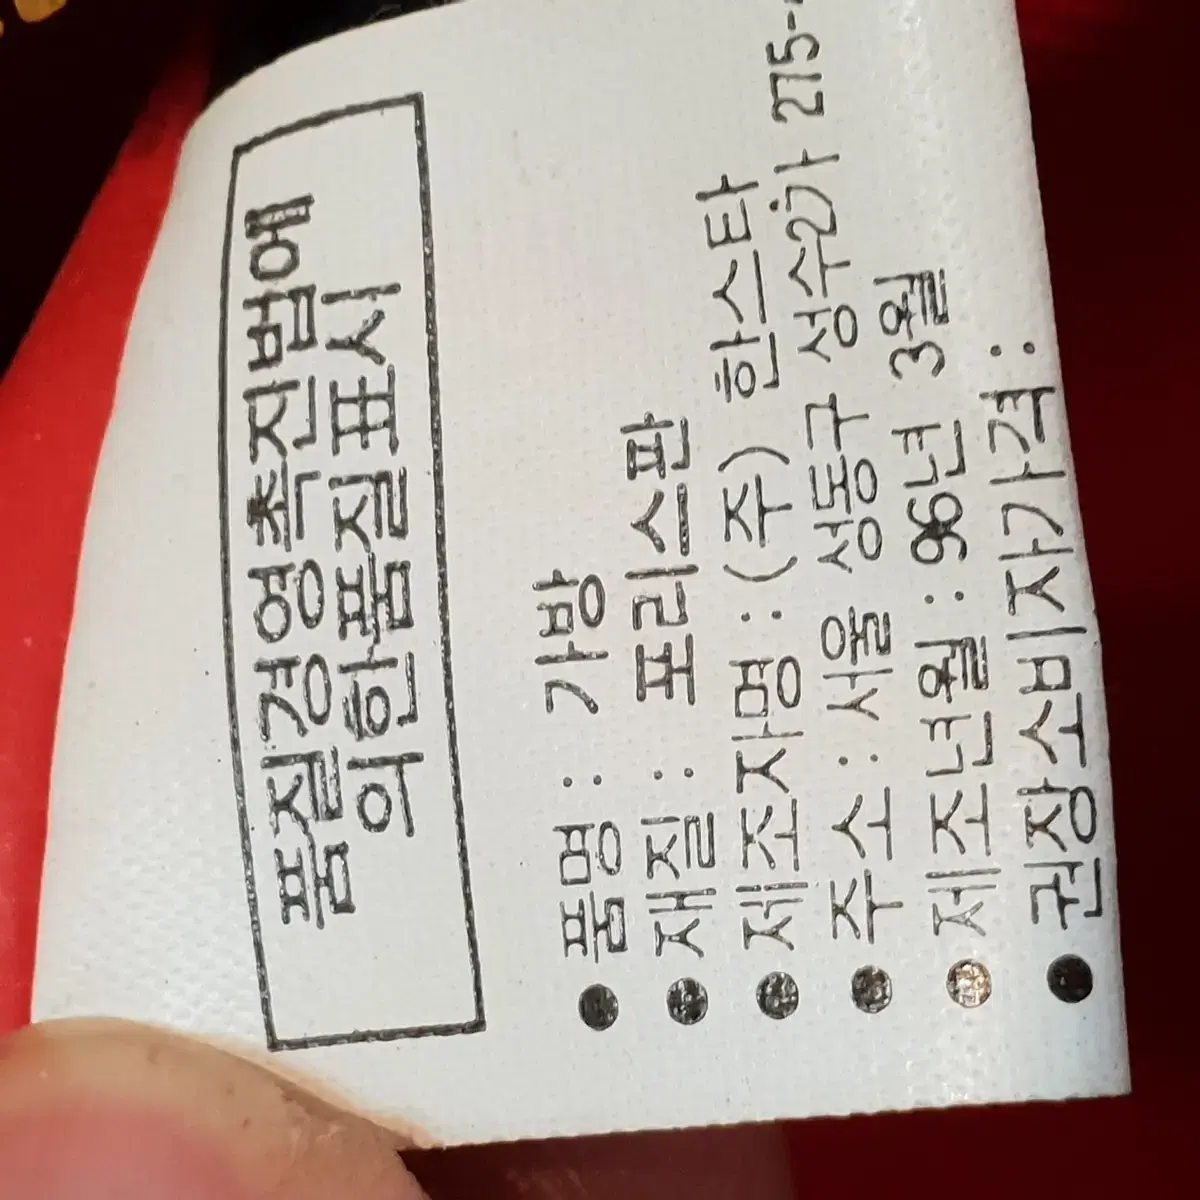 품질경영촉진법에
의한품질표시
● 품명 : 가방
● 재질 : 포리스판
● 제조자명 : (주) 한스타
● 주소 : 서울 성동구 성수2가 275-
● 제조년월 : 96년 3월
● 권장소비자가격 :